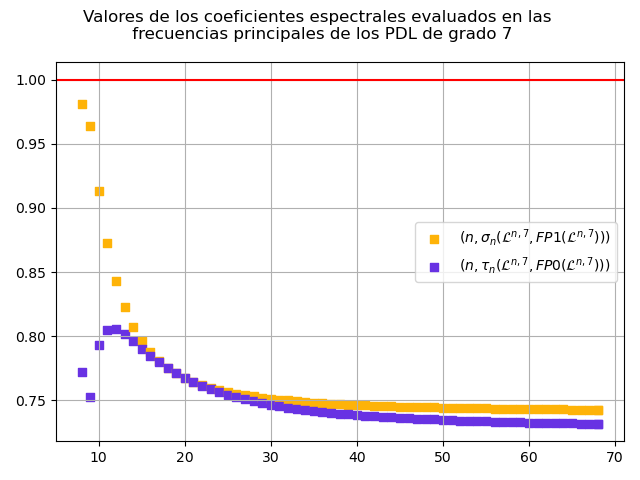 Valores de los coeficientes espectrales evaluados en las
frecuencias principales de los PDL de grado 7
1.00
0.95
0.90
0.85
0.80
0.75
(n, σₙ(ℒⁿ,⁷, FP1(ℒⁿ,⁷)))
(n, τₙ(ℒⁿ,⁷, FP0(ℒⁿ,⁷)))
10 20 30 40 50 60 70